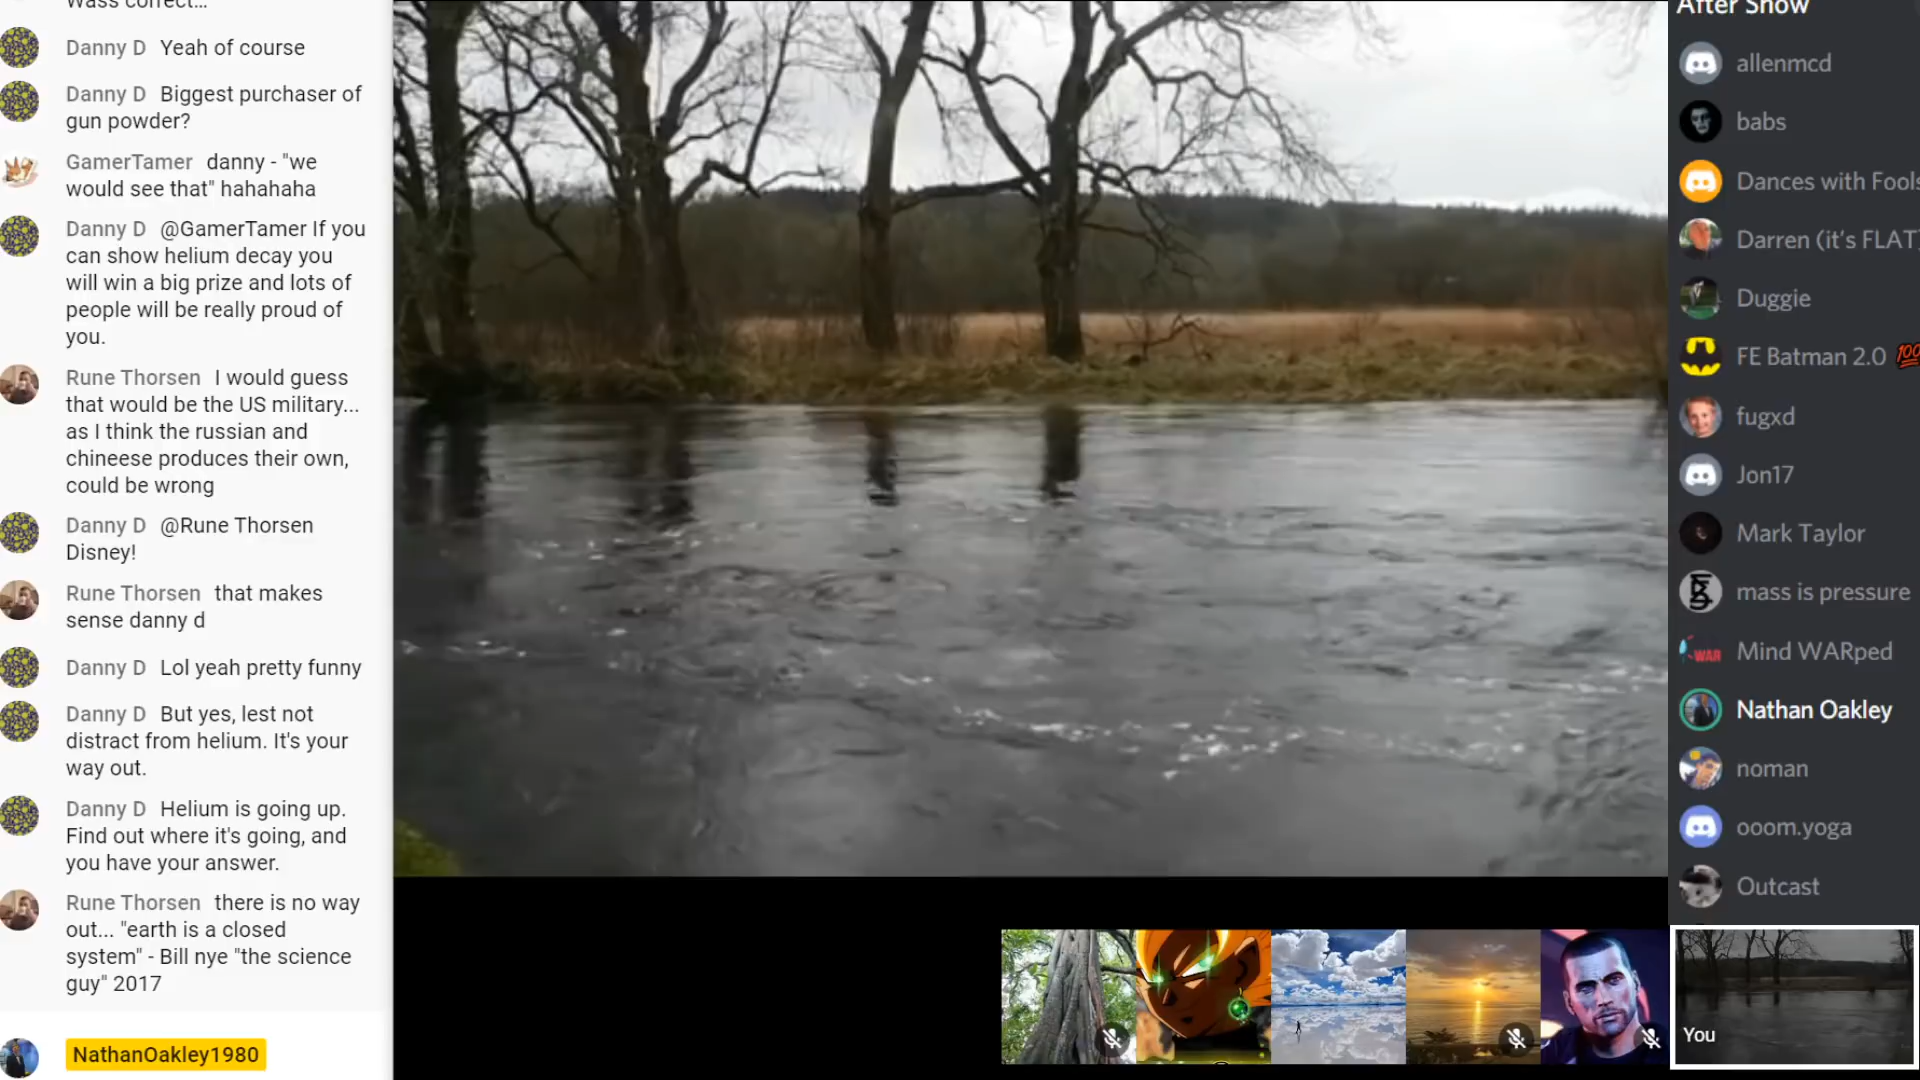 Wass correct...
Danny D Yeah of course
Danny D Biggest purchaser of
gun powder?
GamerTamer danny - "we
would see that" hahahaha
Danny D @GamerTamer If you
can show helium decay you
will win a big prize and lots of
people will be really proud of
you.
Rune Thorsen I would guess
that would be the US military...
as I think the russian and
chineese produces their own,
could be wrong
Danny D @Rune Thorsen
Disney!
Rune Thorsen that makes
sense danny d
Danny D Lol yeah pretty funny
Danny D But yes, lest not
distract from helium. It's your
way out.
Danny D Helium is going up.
Find out where it's going, and
you have your answer.
Rune Thorsen there is no way
out... "earth is a closed
system" - Bill nye "the science
guy" 2017
NathanOakley1980
After Show
allenmcd
babs
Dances with Fools
Darren (it's FLAT
Duggie
FE Batman 2.0 💯
fugxd
Jon17
Mark Taylor
mass is pressure
WAR
Mind WARped
Nathan Oakley
noman
ooom.yoga
Outcast
You